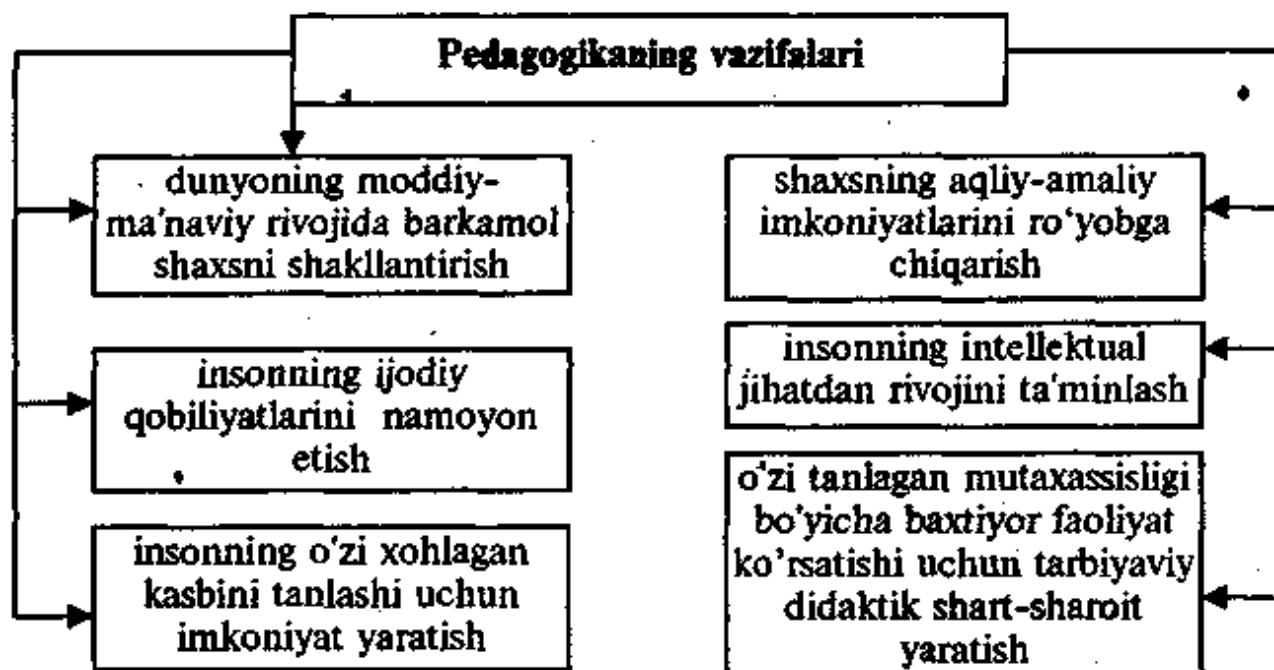 Pedagogikaning vazifalari
dunyoning moddiy-
ma'naviy rivojida barkamol
shaxsni shakllantirish
insonning ijodiy
qobiliyatlarini namoyon
etish
insonning o'zi xohlagan
kasbini tanlashi uchun
imkoniyat yaratish
shaxsning aqliy-amaliy
imkoniyatlarini ro‘yobga
chiqarish
insonning intellektual
jihatdan rivojini ta'minlash
o'zi tanlagan mutaxassisligi
bo'yicha baxtiyor faoliyat
ko'rsatishi uchun tarbiyaviy
didaktik shart-sharoit
yaratish